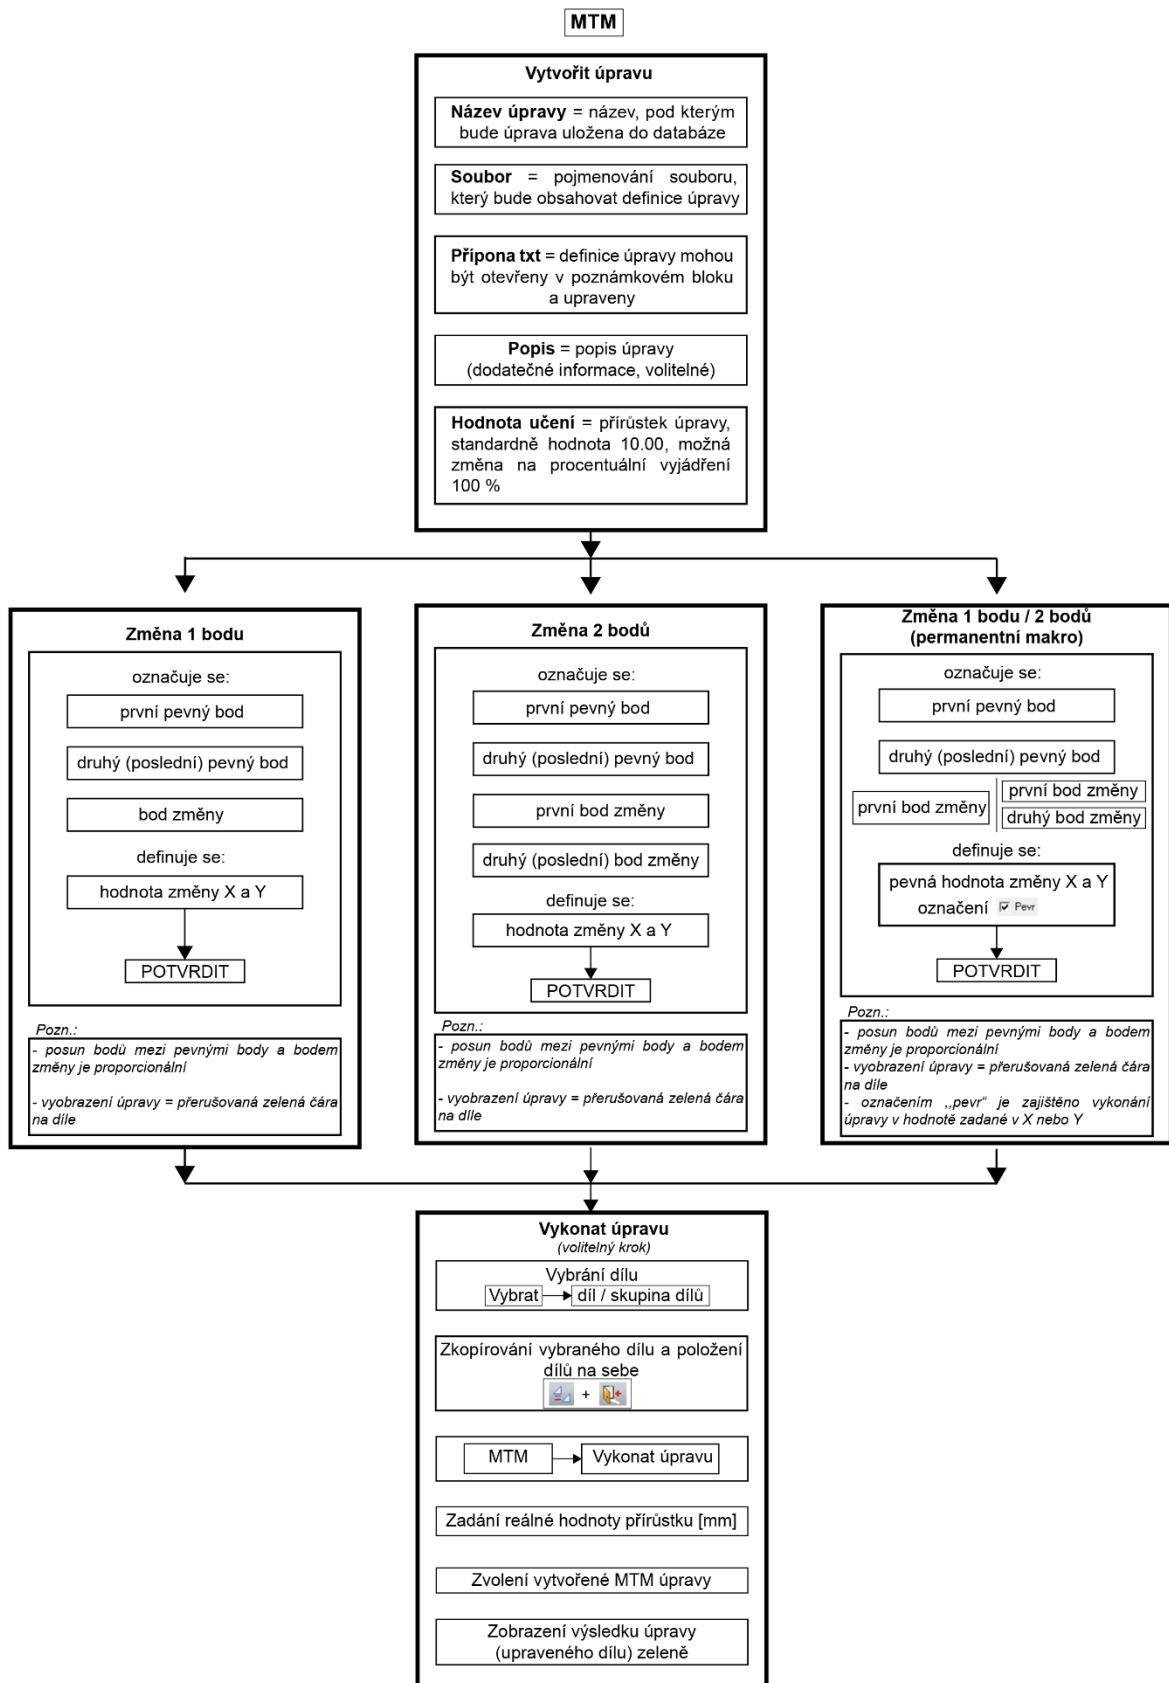 MTM
Vytvořit úpravu
Název úpravy = název, pod kterým
bude úprava uložena do databáze
Soubor = pojmenování souboru,
který bude obsahovat definice úpravy
Přípona txt = definice úpravy mohou
být otevřeny v poznámkovém bloku
a upraveny
Popis = popis úpravy
(dodatečné informace, volitelné)
Hodnota učení = přírůstek úpravy,
standardně hodnota 10.00, možná
změna na procentuální vyjádření
100 %
Změna 1 bodu
označuje se:
první pevný bod
druhý (poslední) pevný bod
bod změny
definuje se:
hodnota změny X a Y
POTVRDIT
Pozn.:
- posun bodů mezi pevnými body a bodem
změny je proporcionální
- vyobrazení úpravy = přerušovaná zelená čára
na díle
Změna 2 bodů
označuje se:
první pevný bod
druhý (poslední) pevný bod
první bod změny
druhý (poslední) bod změny
definuje se:
hodnota změny X a Y
POTVRDIT
Pozn.:
- posun bodů mezi pevnými body a bodem
změny je proporcionální
- vyobrazení úpravy = přerušovaná zelená čára
na díle
Změna 1 bodu / 2 bodů
(permanentní makro)
označuje se:
první pevný bod
druhý (poslední) pevný bod
první bod změny
první bod změny
druhý bod změny
definuje se:
pevná hodnota změny X a Y
označení Pevr
POTVRDIT
Pozn.:
- posun bodů mezi pevnými body a bodem
změny je proporcionální
- vyobrazení úpravy = přerušovaná zelená čára
na díle
- označením ,,pevr" je zajištěno vykonání
úpravy v hodnotě zadané v X nebo Y
Vykonat úpravu
(volitelný krok)
Vybrání dílu
Vybrat díl / skupina dílů
Zkopírování vybraného dílu a položení
dílů na sebe
+
MTM Vykonat úpravu
Zadání reálné hodnoty přírůstku [mm]
Zvolení vytvořené MTM úpravy
Zobrazení výsledku úpravy
(upraveného dílu) zeleně